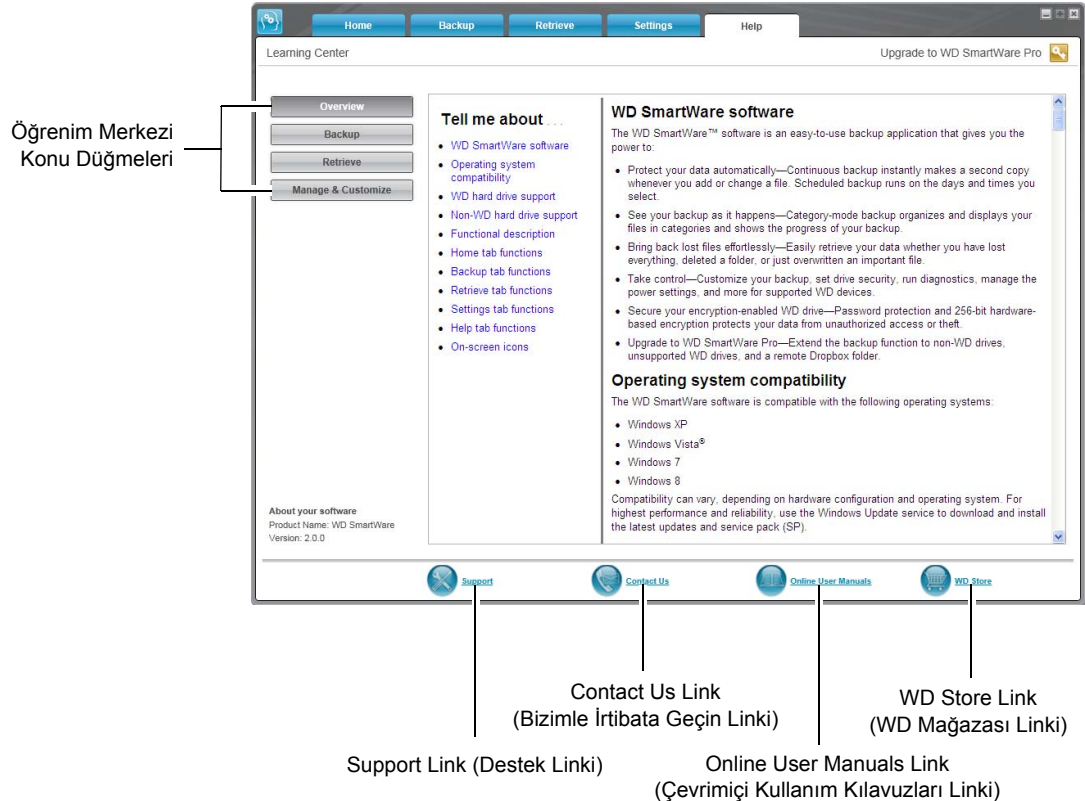 Home Backup Retrieve Settings Help
Learning Center Upgrade to WD SmartWare Pro
Öğrenim Merkezi
Konu Düğmeleri
Overview
Backup
Retrieve
Manage & Customize
About your software
Product Name: WD SmartWare
Version: 2.0.0
Tell me about . . .
• WD SmartWare software
• Operating system
compatibility
• WD hard drive support
• Non-WD hard drive support
• Functional description
• Home tab functions
• Backup tab functions
• Retrieve tab functions
• Settings tab functions
• Help tab functions
• On-screen icons
WD SmartWare software
The WD SmartWare™ software is an easy-to-use backup application that gives you the
power to:
• Protect your data automatically—Continuous backup instantly makes a second copy
whenever you add or change a file. Scheduled backup runs on the days and times you
select.
• See your backup as it happens—Category-mode backup organizes and displays your
files in categories and shows the progress of your backup.
• Bring back lost files effortlessly—Easily retrieve your data whether you have lost
everything, deleted a folder, or just overwritten an important file.
• Take control—Customize your backup, set drive security, run diagnostics, manage the
power settings, and more for supported WD devices.
• Secure your encryption-enabled WD drive—Password protection and 256-bit hardware-
based encryption protects your data from unauthorized access or theft.
• Upgrade to WD SmartWare Pro—Extend the backup function to non-WD drives,
unsupported WD drives, and a remote Dropbox folder.
Operating system compatibility
The WD SmartWare software is compatible with the following operating systems:
• Windows XP
• Windows Vista®
• Windows 7
• Windows 8
Compatibility can vary, depending on hardware configuration and operating system. For
highest performance and reliability, use the Windows Update service to download and install
the latest updates and service pack (SP).
Support Contact Us Online User Manuals WD Store
Contact Us Link
(Bizimle İrtibata Geçin Linki)
WD Store Link
(WD Mağazası Linki)
Support Link (Destek Linki)
Online User Manuals Link
(Çevrimiçi Kullanım Kılavuzları Linki)